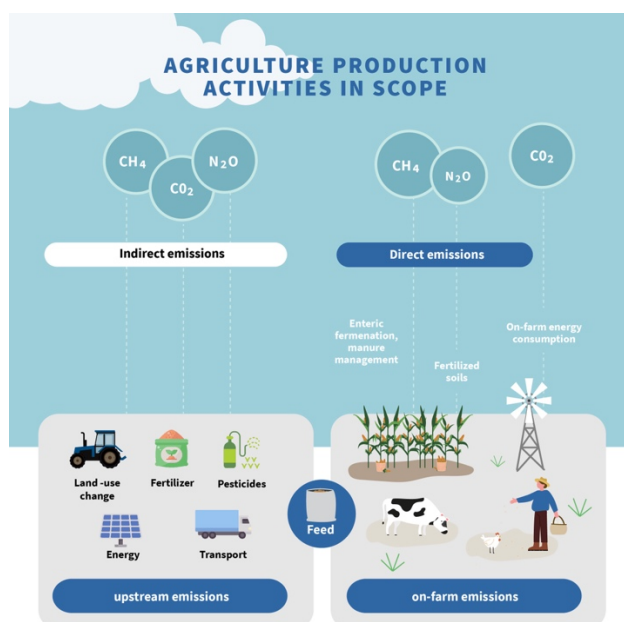 AGRICULTURE PRODUCTION
ACTIVITIES IN SCOPE
CH4
C02
N2O
CH4
N2O
C02
Indirect emissions
Direct emissions
Enteric
fermenation,
manure
management
Fertilized
soils
On-farm energy
consumption
Land -use
change
Fertilizer
Pesticides
Energy
Transport
Feed
upstream emissions
on-farm emissions